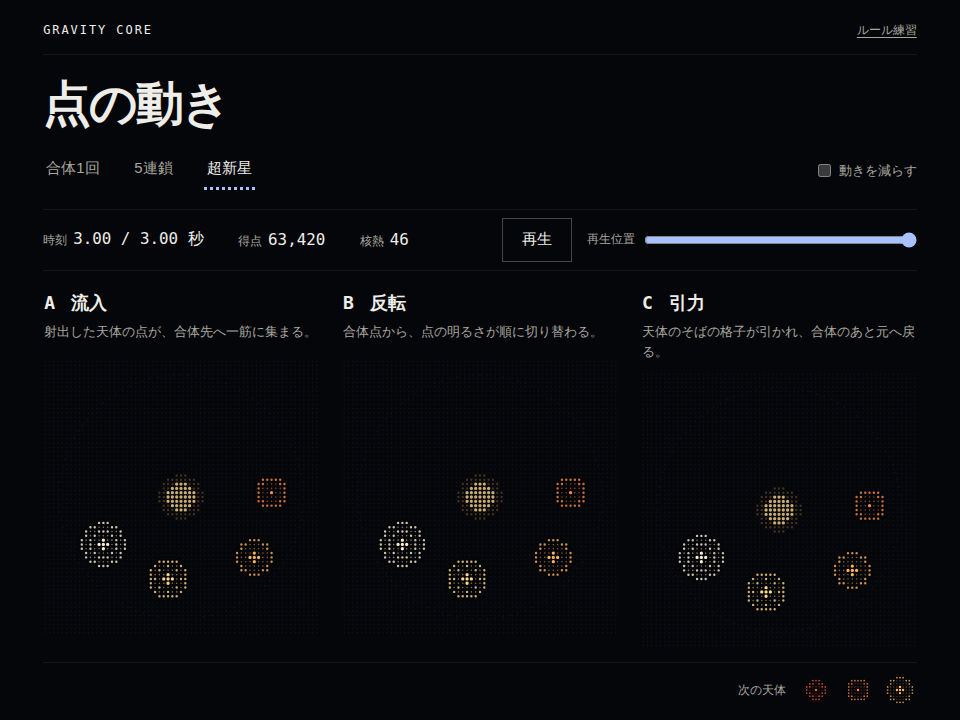 GRAVITY CORE
ルール練習
点の動き
合体1回
5連鎖
超新星
動きを減らす
時刻 3.00 / 3.00 秒
得点 63,420
核熱 46
再生
再生位置
A 流入
射出した天体の点が、合体先へ一筋に集まる。
B 反転
合体点から、点の明るさが順に切り替わる。
C 引力
天体のそばの格子が引かれ、合体のあと元へ戻
る。
次の天体